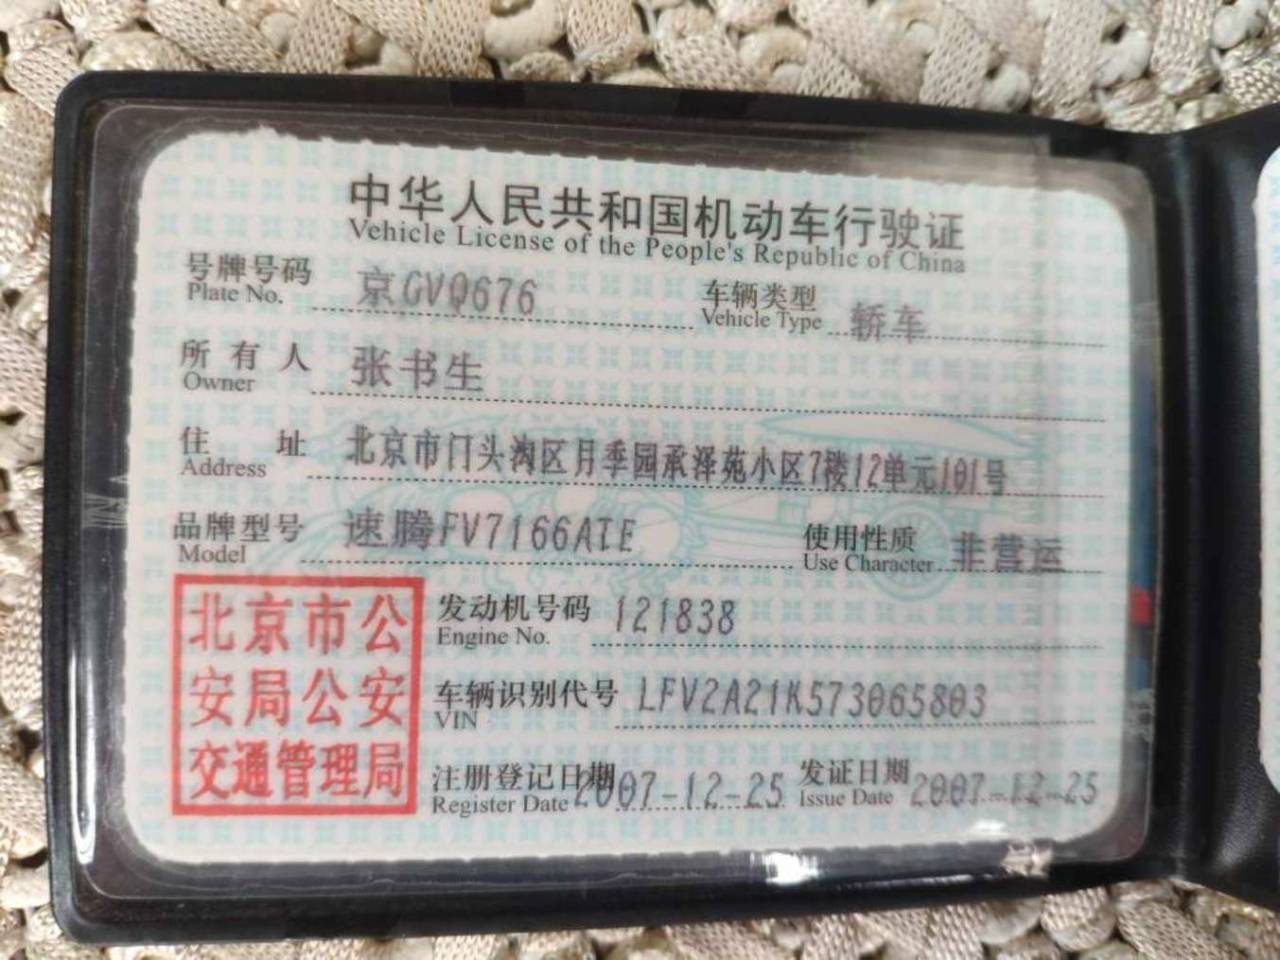 中华人民共和国机动车行驶证
Vehicle License of the People's Republic of China
号牌号码 京GVQ676 车辆类型 轿车
Plate No. Vehicle Type
所有人 张书生
Owner
住址 北京市门头沟区月季园承泽苑小区7楼12单元101号
Address
品牌型号 速腾FV7166ATE 使用性质 非营运
Model Use Character
北京市公
安局公安
交通管理局
发动机号码 121838
Engine No.
车辆识别代号 LFV2A21K573065803
VIN
注册登记日期 2007-12-25 发证日期 2007-12-25
Register Date Issue Date